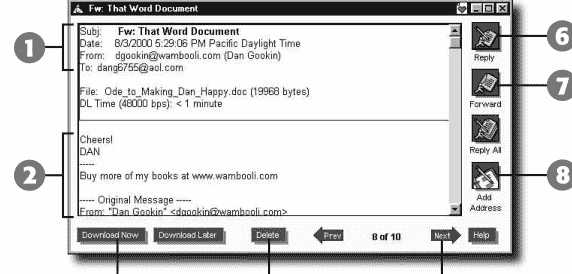 Fw: That Word Document
Subj: Fw: That Word Document
Date: 8/3/2000 5:29:06 PM Pacific Daylight Time
From: dgookin@wambooli.com (Dan Gookin)
To: dang6755@aol.com
File: Ode_to_Making_Dan_Happy.doc (19968 bytes)
DL Time (48000 bps): < 1 minute
Cheers!
DAN
-----
Buy more of my books at www.wambooli.com
----- Original Message -----
From: "Dan Gookin" <dgookin@wambooli.com>
Reply
Forward
Reply All
Add
Address
Download Now Download Later Delete Prev 8 of 10 Next Help
1
2
6
7
8